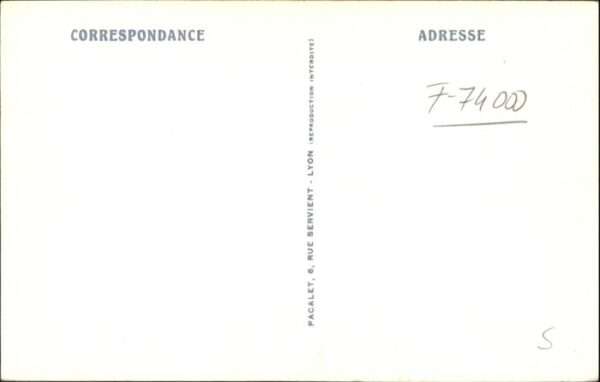 CORRESPONDANCE
ADRESSE
F-74000
PACALET, 6, RUE SERVIENT - LYON (REPRODUCTION INTERDITE)
S